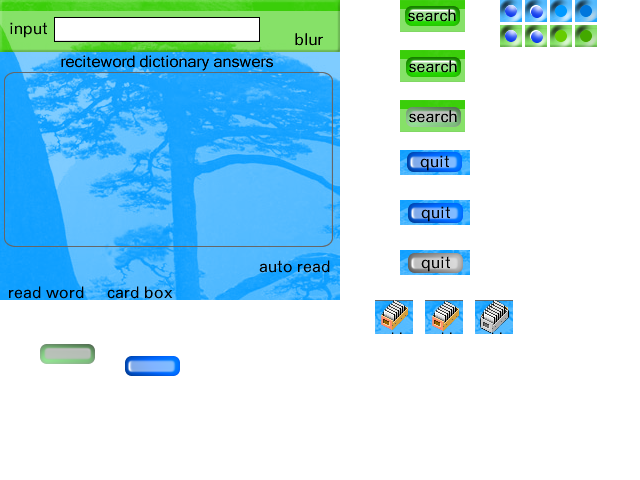 input
blur
reciteword dictionary answers
auto read
read word
card box
search
search
search
quit
quit
quit